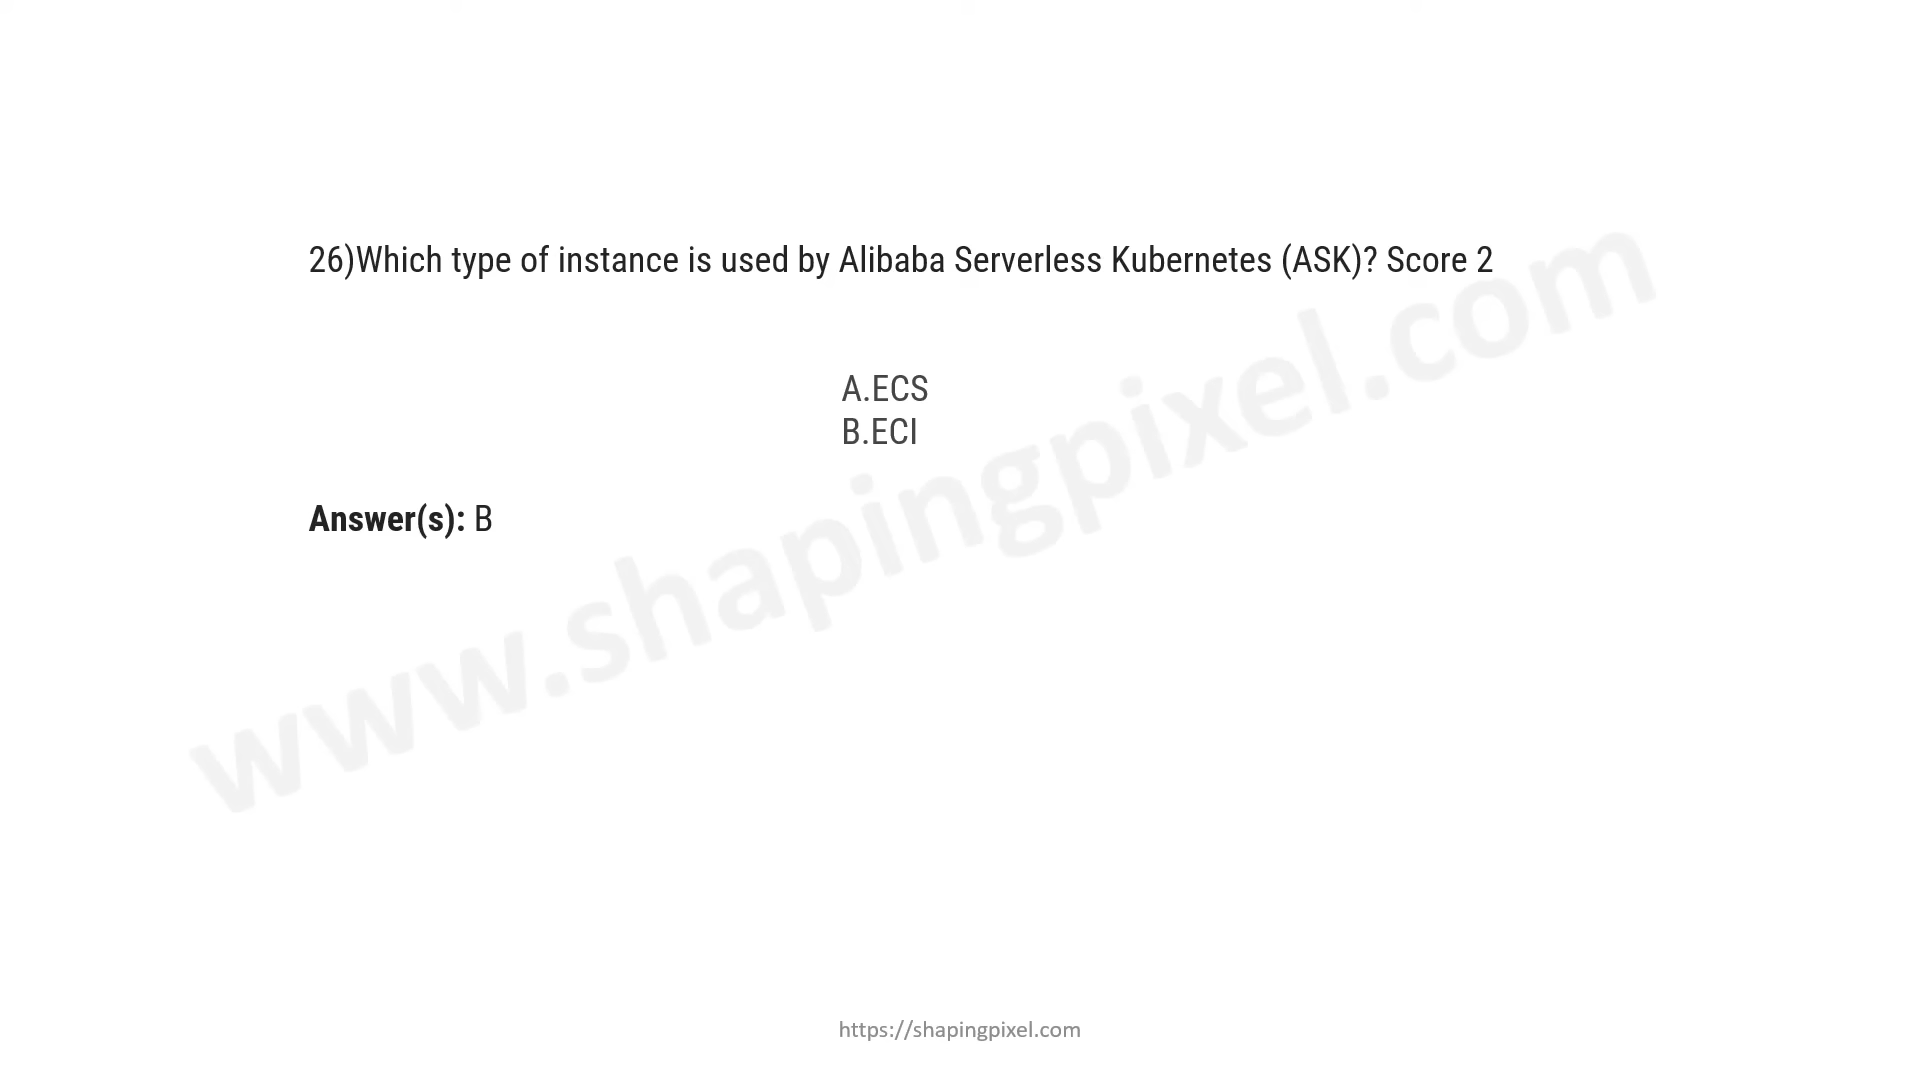 26)Which type of instance is used by Alibaba Serverless Kubernetes (ASK)? Score 2
A.ECS
B.ECI
Answer(s): B
www.shapingpixel.com
https://shapingpixel.com